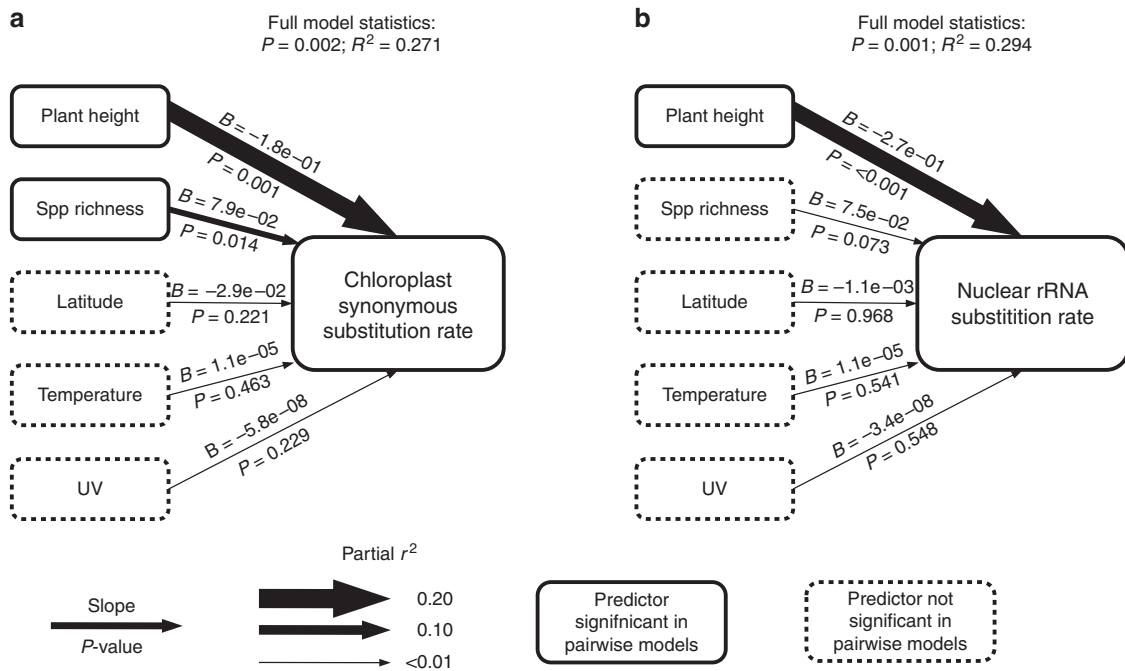 a
Full model statistics:
P = 0.002; R² = 0.271
Plant height
B = −1.8e−01
P = 0.001
Spp richness
B = 7.9e−02
P = 0.014
Latitude
B = −2.9e−02
P = 0.221
Temperature
B = 1.1e−05
P = 0.463
UV
B = −5.8e−08
P = 0.229
Chloroplast
synonymous
substitution rate
b
Full model statistics:
P = 0.001; R² = 0.294
Plant height
B = −2.7e−01
P = <0.001
Spp richness
B = 7.5e−02
P = 0.073
Latitude
B = −1.1e−03
P = 0.968
Temperature
B = 1.1e−05
P = 0.541
UV
B = −3.4e−08
P = 0.548
Nuclear rRNA
substitition rate
Slope
P-value
Partial r²
0.20
0.10
<0.01
Predictor
signifnicant in
pairwise models
Predictor not
significant in
pairwise models